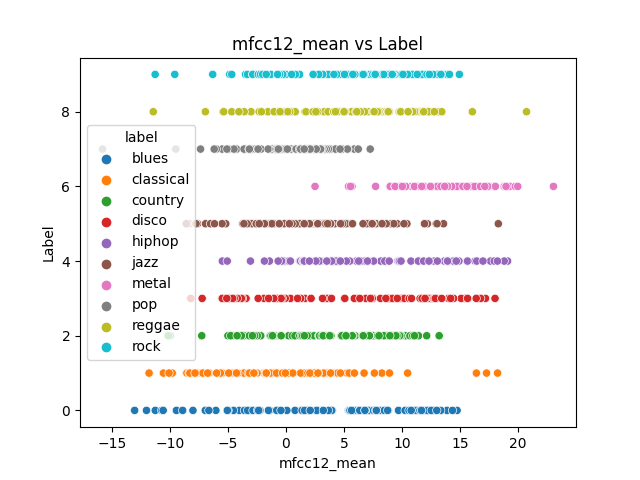 mfcc12_mean vs Label
Label
8
6
4
2
0
label
blues
classical
country
disco
hiphop
jazz
metal
pop
reggae
rock
−15
−10
−5
0
5
10
15
20
mfcc12_mean